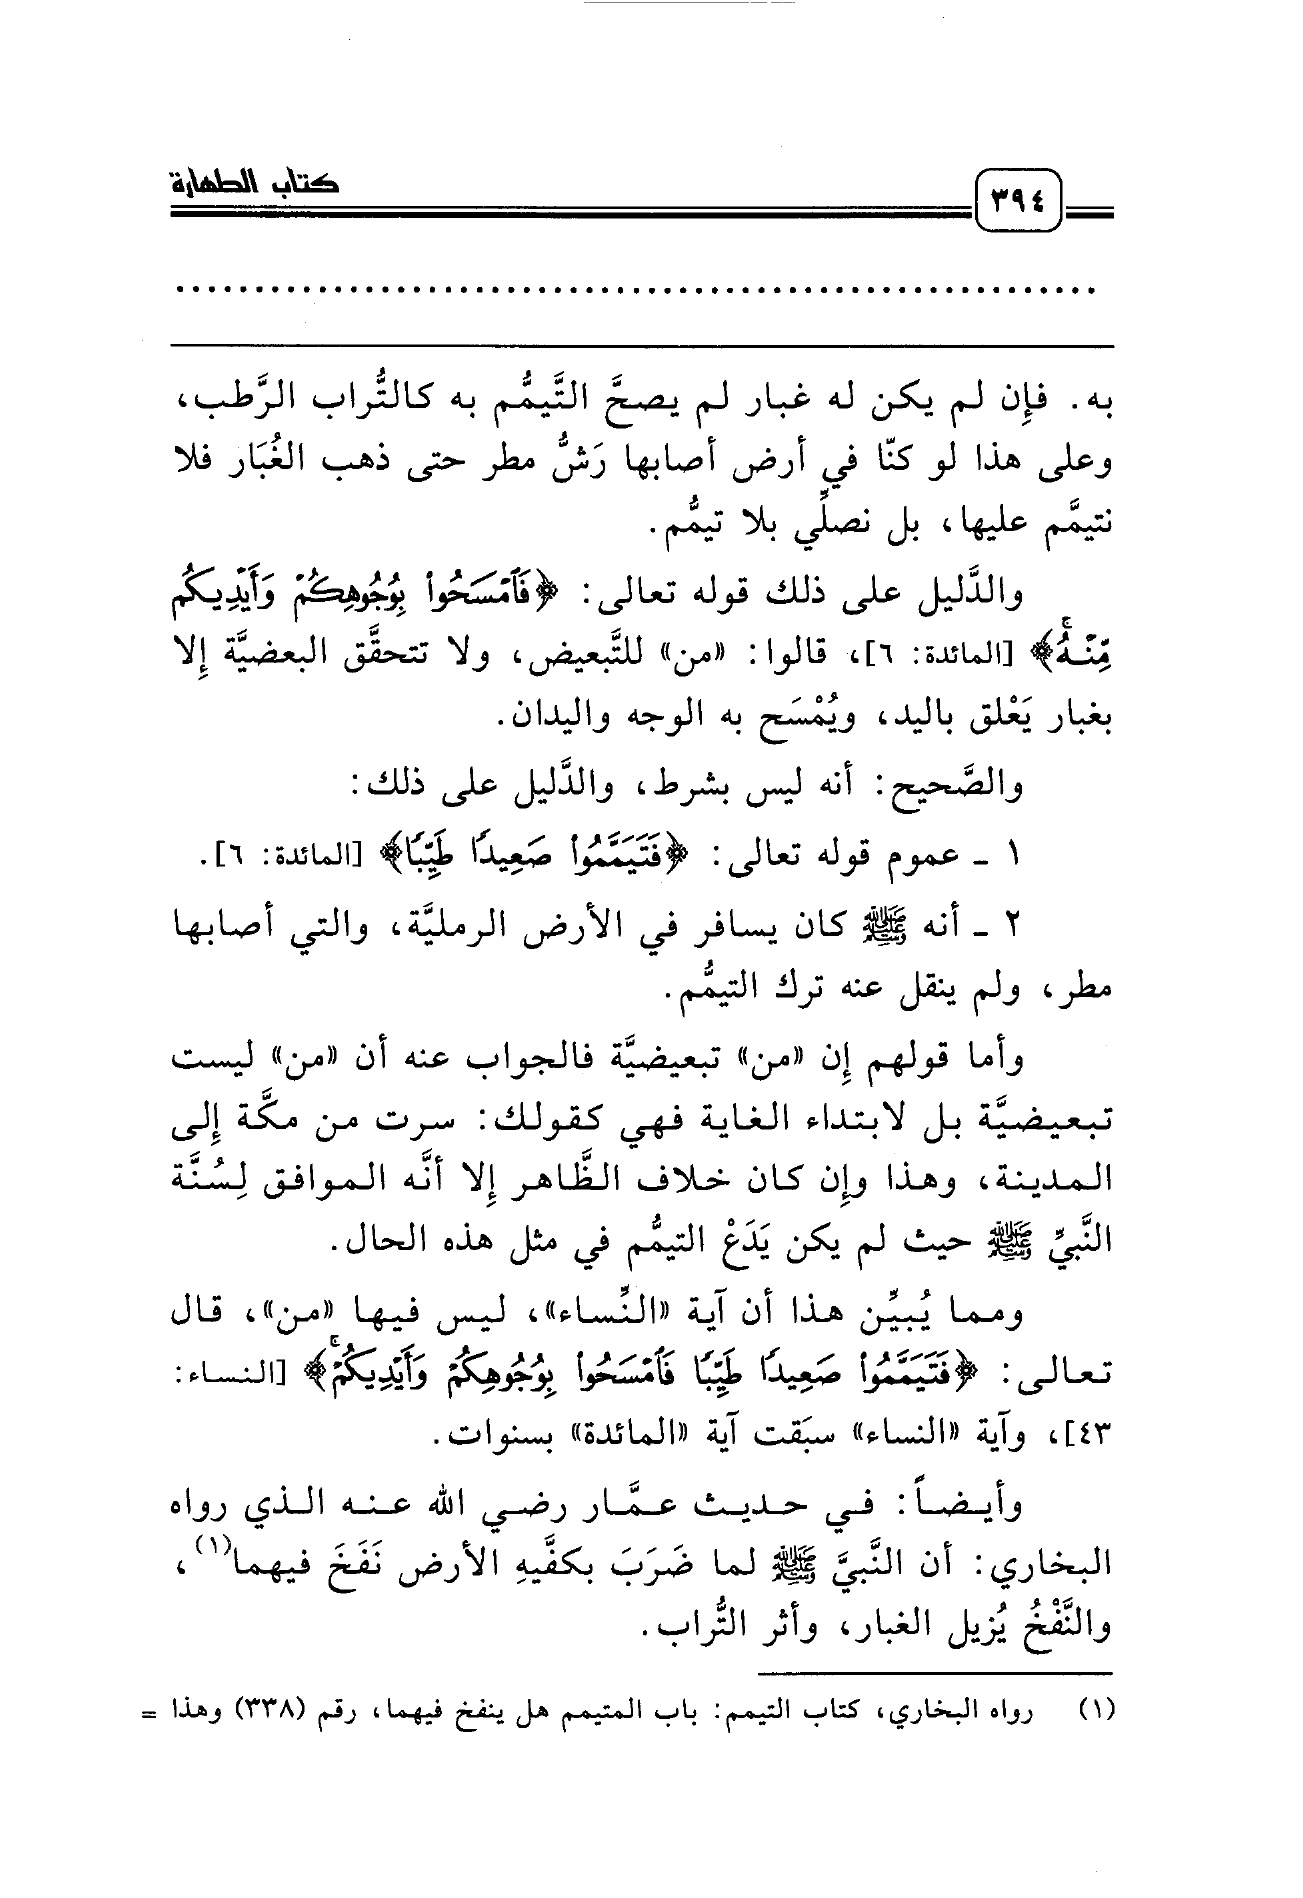 كتاب الطهارة
٣٩٤
به. فإن لم يكن له غبار لم يصحَّ التَّيمُّم به كالتُّراب الرَّطب،
وعلى هذا لو كنّا في أرض أصابها رَشُّ مطر حتى ذهب الغُبَار فلا
نتيمَّم عليها، بل نصلِّي بلا تيمُّم.
والدَّليل على ذلك قوله تعالى: ﴿فَٱمۡسَحُواْ بِوُجُوهِكُمۡ وَأَيۡدِيكُم
مِّنۡهُۚ﴾ [المائدة: ٦]، قالوا: «من» للتَّبعيض، ولا تتحقَّق البعضيَّة إلا
بغبار يَعْلق باليد، ويُمْسَح به الوجه واليدان.
والصَّحيح: أنه ليس بشرط، والدَّليل على ذلك:
١ ـ عموم قوله تعالى: ﴿فَتَيَمَّمُواْ صَعِيدٗا طَيِّبٗا﴾ [المائدة: ٦].
٢ ـ أنه ﷺ كان يسافر في الأرض الرمليَّة، والتي أصابها
مطر، ولم ينقل عنه ترك التيمُّم.
وأما قولهم إن «من» تبعيضيَّة فالجواب عنه أن «من» ليست
تبعيضيَّة بل لابتداء الغاية فهي كقولك: سرت من مكَّة إلى
المدينة، وهذا وإن كان خلاف الظَّاهر إلا أنَّه الموافق لِسُنَّة
النَّبيِّ ﷺ حيث لم يكن يَدَعْ التيمُّم في مثل هذه الحال.
ومما يُبيِّن هذا أن آية «النِّساء»، ليس فيها «من»، قال
تعالى: ﴿فَتَيَمَّمُواْ صَعِيدٗا طَيِّبٗا فَٱمۡسَحُواْ بِوُجُوهِكُمۡ وَأَيۡدِيكُمۡۚ﴾ [النساء:
٤٣]، وآية «النساء» سبَقت آية «المائدة» بسنوات.
وأيضاً: في حديث عمَّار رضي الله عنه الذي رواه
البخاري: أن النَّبيَّ ﷺ لما ضَرَبَ بكفَّيهِ الأرض نَفَخَ فيهما(١)،
والنَّفْخُ يُزيل الغبار، وأثر التُّراب.
(١) رواه البخاري، كتاب التيمم: باب المتيمم هل ينفخ فيهما، رقم (٣٣٨) وهذا =